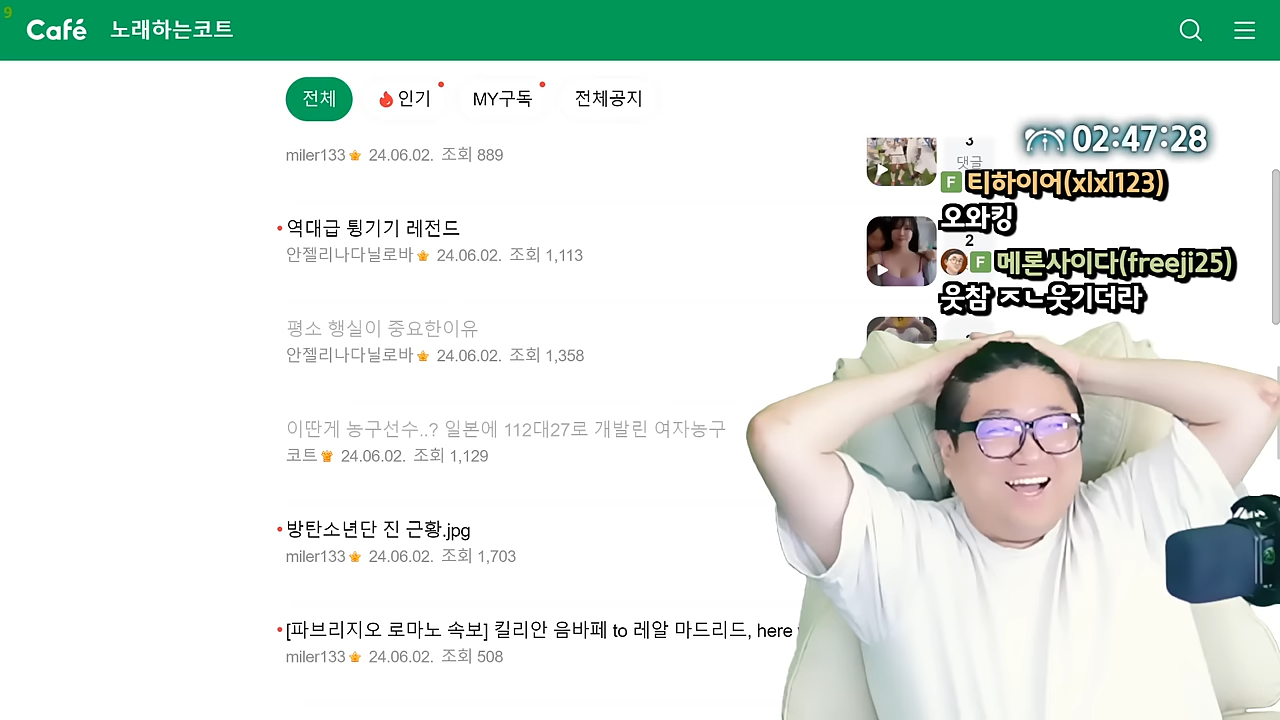 9
Café 노래하는코트
전체 인기 MY구독 전체공지
miler133 24.06.02. 조회 889
3
댓글
역대급 튕기기 레전드
안젤리나다닐로바 24.06.02. 조회 1,113
2
평소 행실이 중요한이유
안젤리나다닐로바 24.06.02. 조회 1,358
이딴게 농구선수..? 일본에 112대27로 개발린 여자농구
코트 24.06.02. 조회 1,129
방탄소년단 진 근황.jpg
miler133 24.06.02. 조회 1,703
[파브리지오 로마노 속보] 킬리안 음바페 to 레알 마드리드, here
miler133 24.06.02. 조회 508
02:47:28
F 티하이어(xlxl123)
오와킹
F 메론사이다(freeji25)
웃참 ㅈㄴ웃기더라